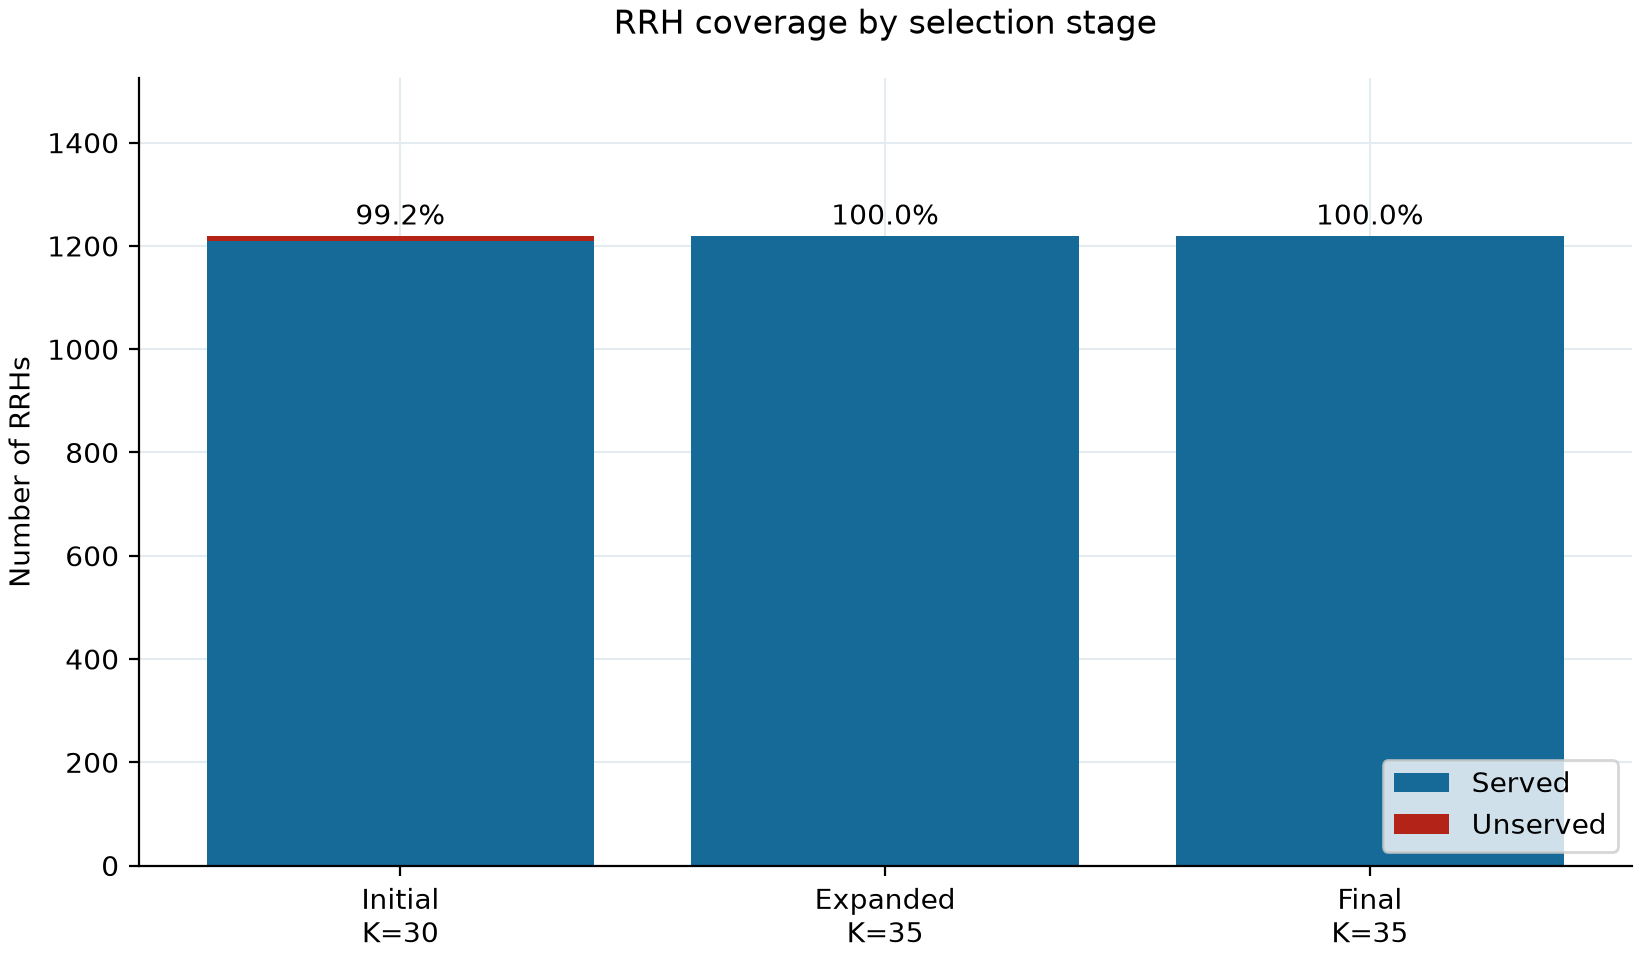 RRH coverage by selection stage
Number of RRHs
1400
1200
1000
800
600
400
200
0
99.2%
100.0%
100.0%
Served
Unserved
Initial
K=30
Expanded
K=35
Final
K=35